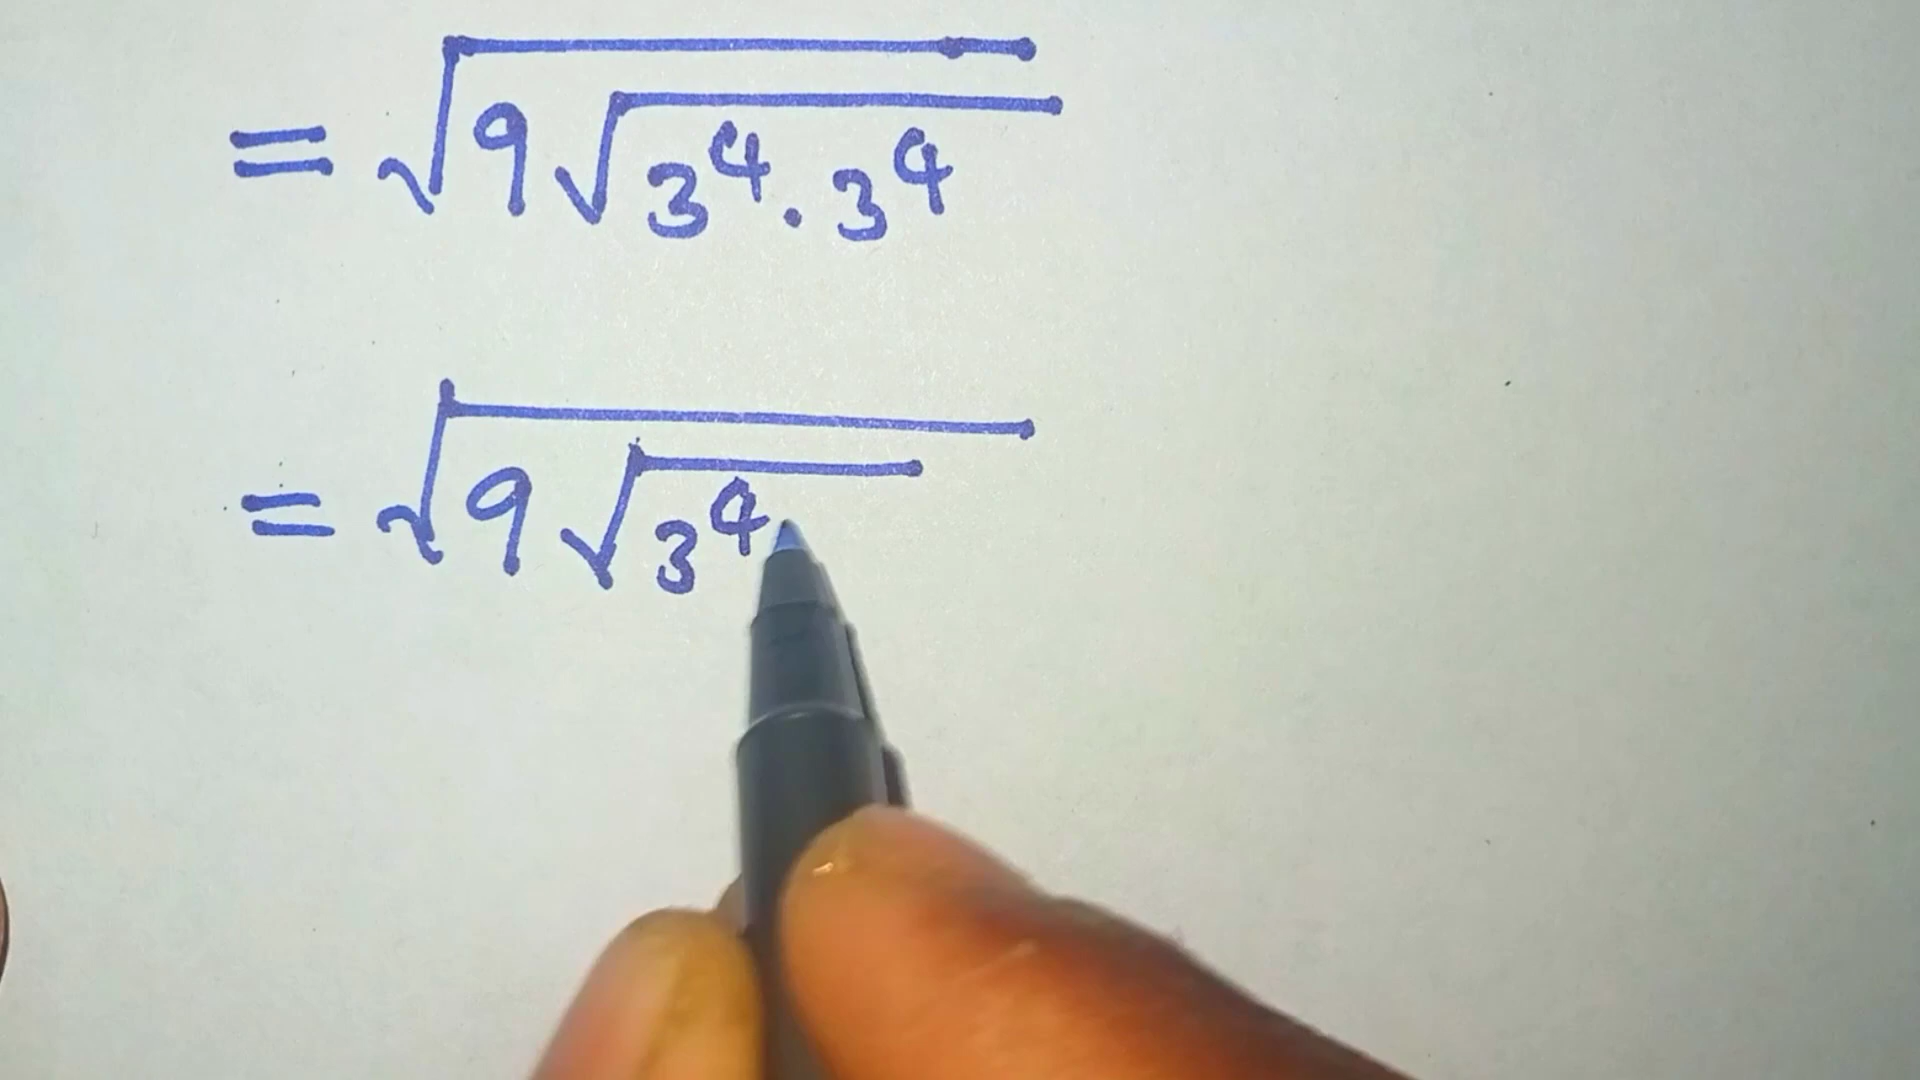 = √9√3⁴·3⁴
= √9√3⁴